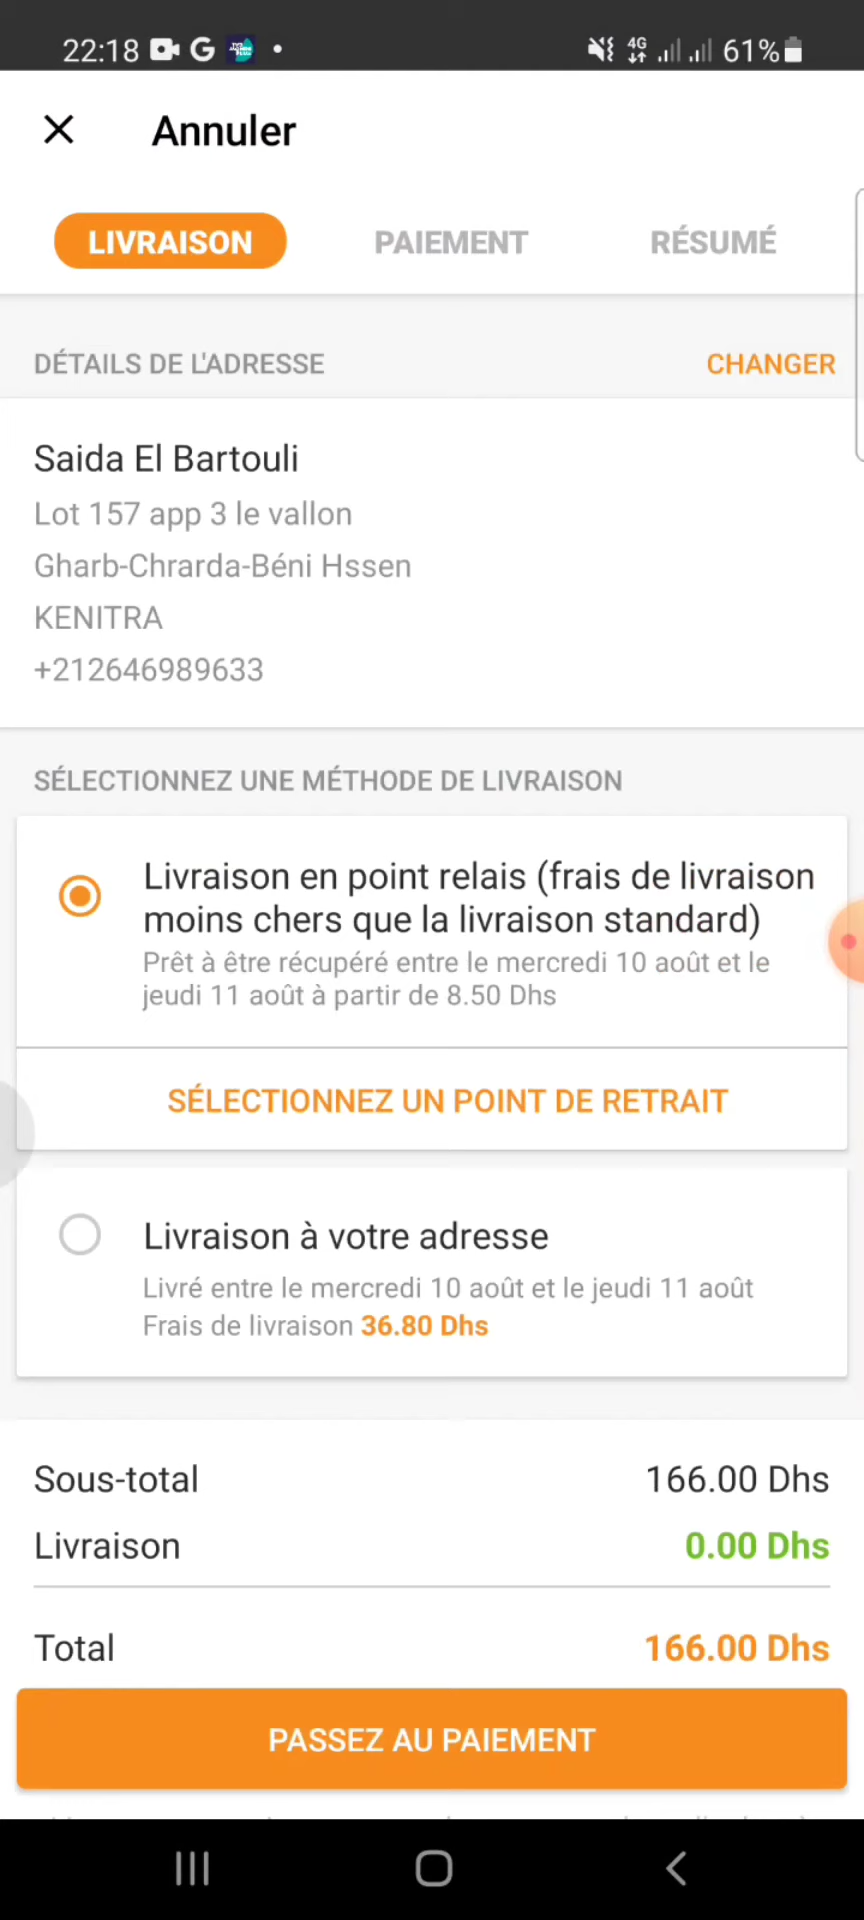 22:18
4G
61%
Annuler
LIVRAISON
PAIEMENT
RÉSUMÉ
DÉTAILS DE L'ADRESSE
CHANGER
Saida El Bartouli
Lot 157 app 3 le vallon
Gharb-Chrarda-Béni Hssen
KENITRA
+212646989633
SÉLECTIONNEZ UNE MÉTHODE DE LIVRAISON
Livraison en point relais (frais de livraison
moins chers que la livraison standard)
Prêt à être récupéré entre le mercredi 10 août et le
jeudi 11 août à partir de 8.50 Dhs
SÉLECTIONNEZ UN POINT DE RETRAIT
Livraison à votre adresse
Livré entre le mercredi 10 août et le jeudi 11 août
Frais de livraison 36.80 Dhs
Sous-total 166.00 Dhs
Livraison 0.00 Dhs
Total 166.00 Dhs
PASSEZ AU PAIEMENT